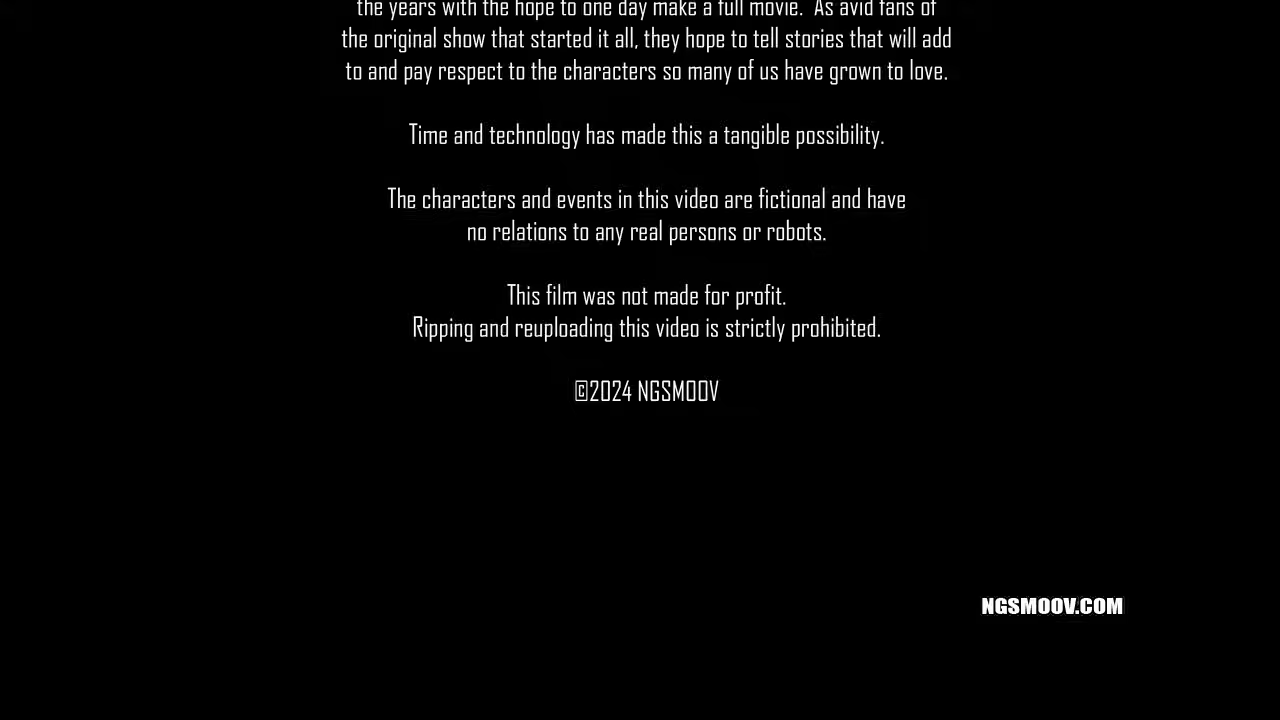 the years with the hope to one day make a full movie.  As avid fans of
the original show that started it all, they hope to tell stories that will add
to and pay respect to the characters so many of us have grown to love.
Time and technology has made this a tangible possibility.
The characters and events in this video are fictional and have
no relations to any real persons or robots.
This film was not made for profit.
Ripping and reuploading this video is strictly prohibited.
©2024 NGSMOOV
NGSMOOV.COM